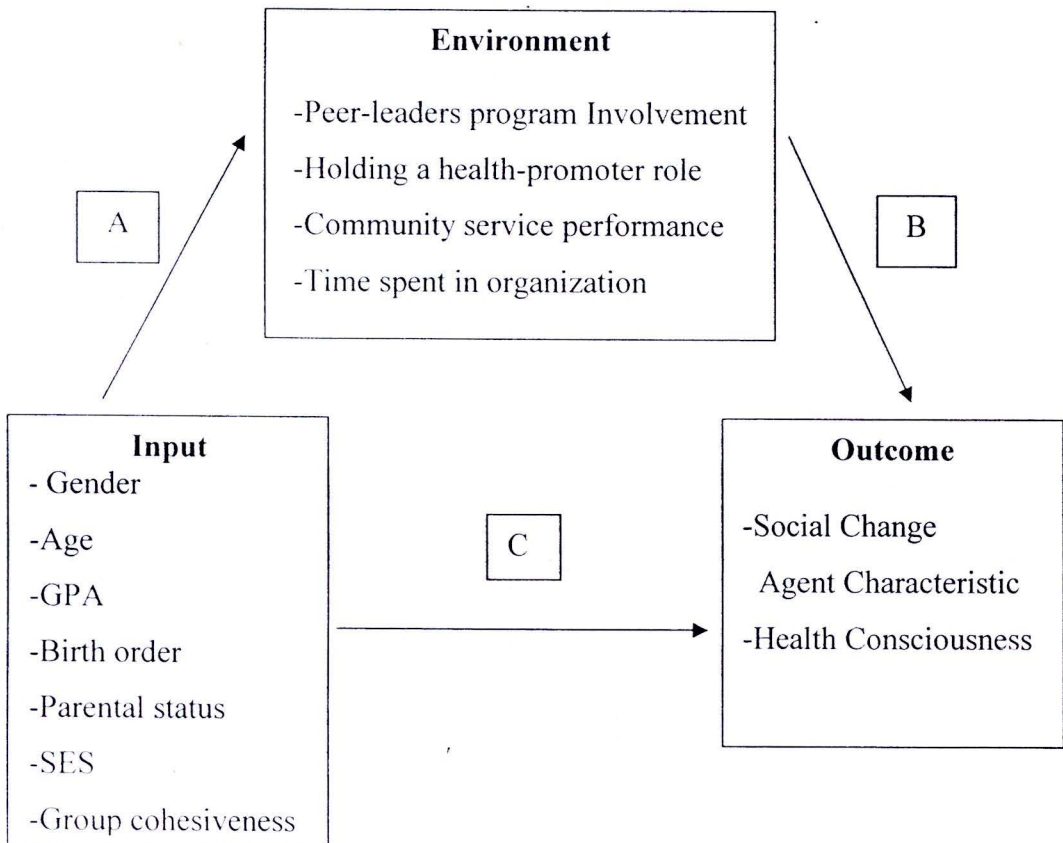 Environment
-Peer-leaders program Involvement
-Holding a health-promoter role
-Community service performance
-Time spent in organization
A
B
Input
- Gender
-Age
-GPA
-Birth order
-Parental status
-SES
-Group cohesiveness
C
Outcome
-Social Change
Agent Characteristic
-Health Consciousness